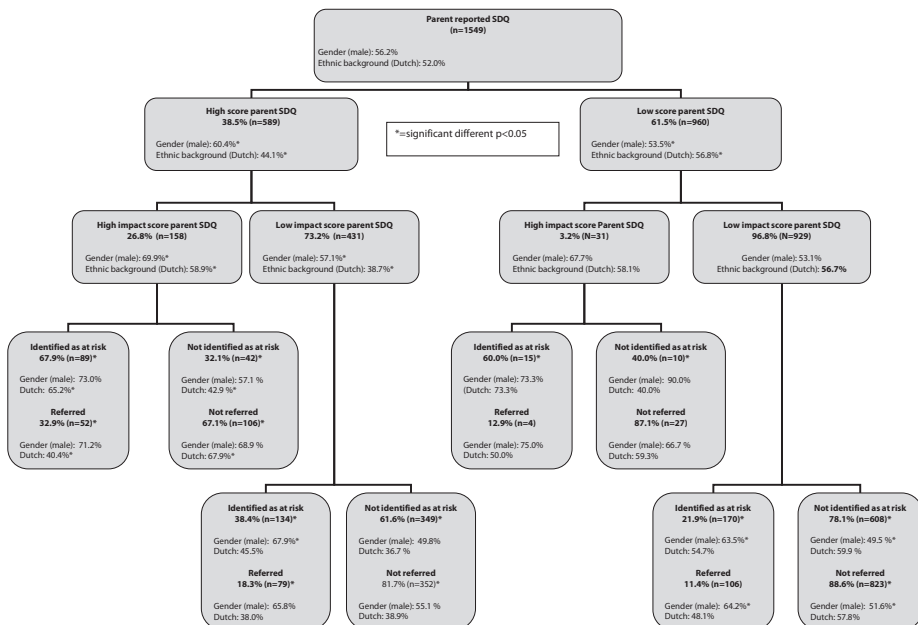 Parent reported SDQ
(n=1549)
Gender (male): 56.2%
Ethnic background (Dutch): 52.0%
High score parent SDQ
38.5% (n=589)
Gender (male): 60.4%*
Ethnic background (Dutch): 44.1%*
*=significant different p<0.05
Low score parent SDQ
61.5% (n=960)
Gender (male): 53.5%*
Ethnic background (Dutch): 56.8%*
High impact score parent SDQ
26.8% (n=158)
Gender (male): 69.9%*
Ethnic background (Dutch): 58.9%*
Low impact score parent SDQ
73.2% (n=431)
Gender (male): 57.1%*
Ethnic background (Dutch): 38.7%*
High impact score Parent SDQ
3.2% (N=31)
Gender (male): 67.7%
Ethnic background (Dutch): 58.1%
Low impact score parent SDQ
96.8% (N=929)
Gender (male): 53.1%
Ethnic background (Dutch): 56.7%
Identified as at risk
67.9% (n=89)*
Gender (male): 73.0%
Dutch: 65.2%*
Referred
32.9% (n=52)*
Gender (male): 71.2%
Dutch: 40.4%*
Not identified as at risk
32.1% (n=42)*
Gender (male): 57.1 %
Dutch: 42.9 %*
Not referred
67.1% (n=106)*
Gender (male): 68.9 %
Dutch: 67.9%*
Identified as at risk
60.0% (n=15)*
Gender (male): 73.3%
(Dutch: 73.3%
Referred
12.9% (n=4)
Gender (male): 75.0%
Dutch: 50.0%
Not identified as at risk
40.0% (n=10)*
Gender (male): 90.0%
Dutch: 40.0%
Not referred
87.1% (n=27)
Gender (male): 66.7 %
Dutch: 59.3%
Identified as at risk
38.4% (n=134)*
Gender (male): 67.9%*
Dutch: 45.5%
Referred
18.3% (n=79)*
Gender (male): 65.8%
Dutch: 38.0%
Not identified as at risk
61.6% (n=349)*
Gender (male): 49.8%
Dutch: 36.7 %
Not referred
81.7% (n=352)*
Gender (male): 55.1 %
Dutch: 38.9%
Identified as at risk
21.9% (n=170)*
Gender (male): 63.5%*
Dutch: 54.7%
Referred
11.4% (n=106)
Gender (male): 64.2%*
Dutch: 48.1%
Not identified as at risk
78.1% (n=608)*
Gender (male): 49.5 %*
Dutch: 59.9 %
Not referred
88.6% (n=823)*
Gender (male): 51.6%*
Dutch: 57.8%